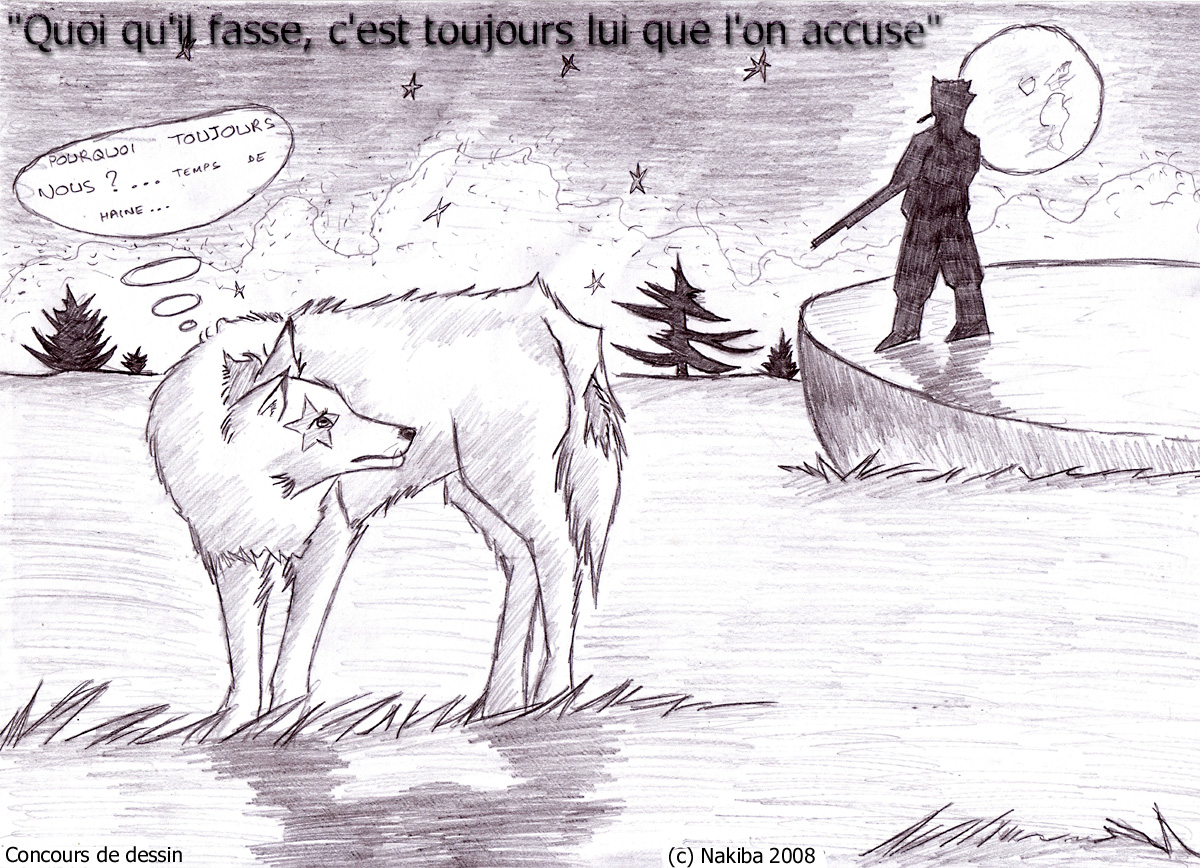 "Quoi qu'il fasse, c'est toujours lui que l'on accuse"
POURQUOI TOUJOURS
NOUS ? ... TEMPS DE
HAINE ...
Concours de dessin
(c) Nakiba 2008